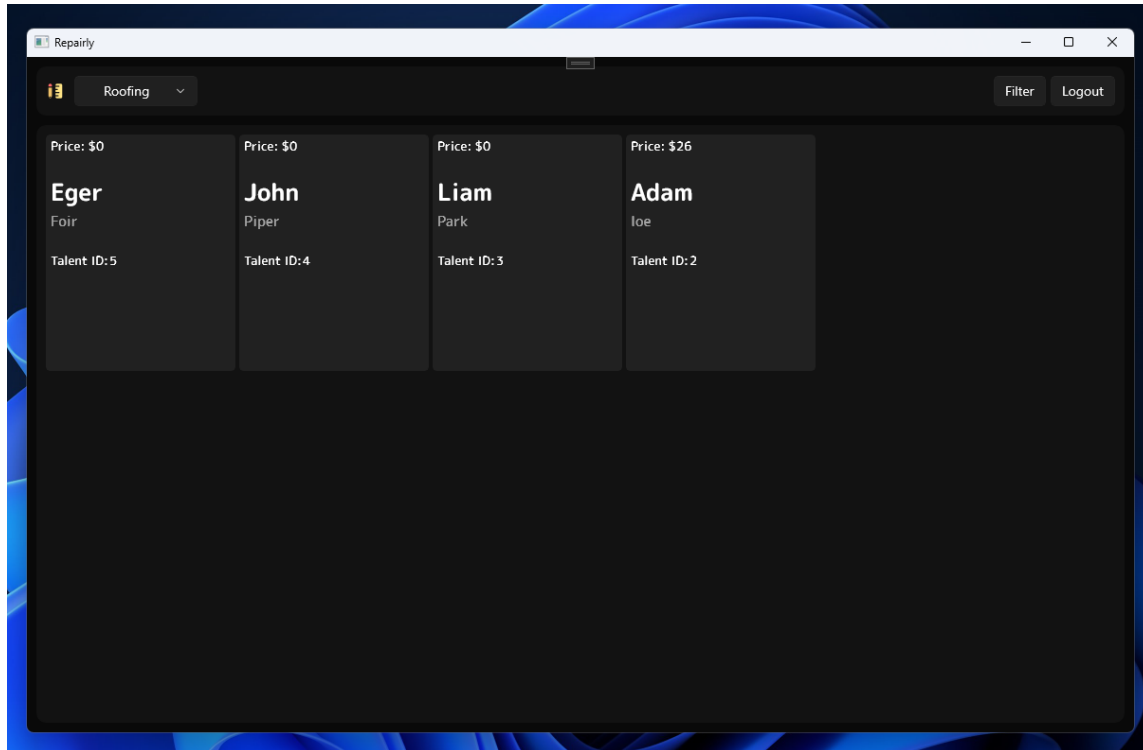 Repairly
Roofing
Filter
Logout
Price: $0
Eger
Foir
Talent ID:5
Price: $0
John
Piper
Talent ID:4
Price: $0
Liam
Park
Talent ID:3
Price: $26
Adam
Ioe
Talent ID:2